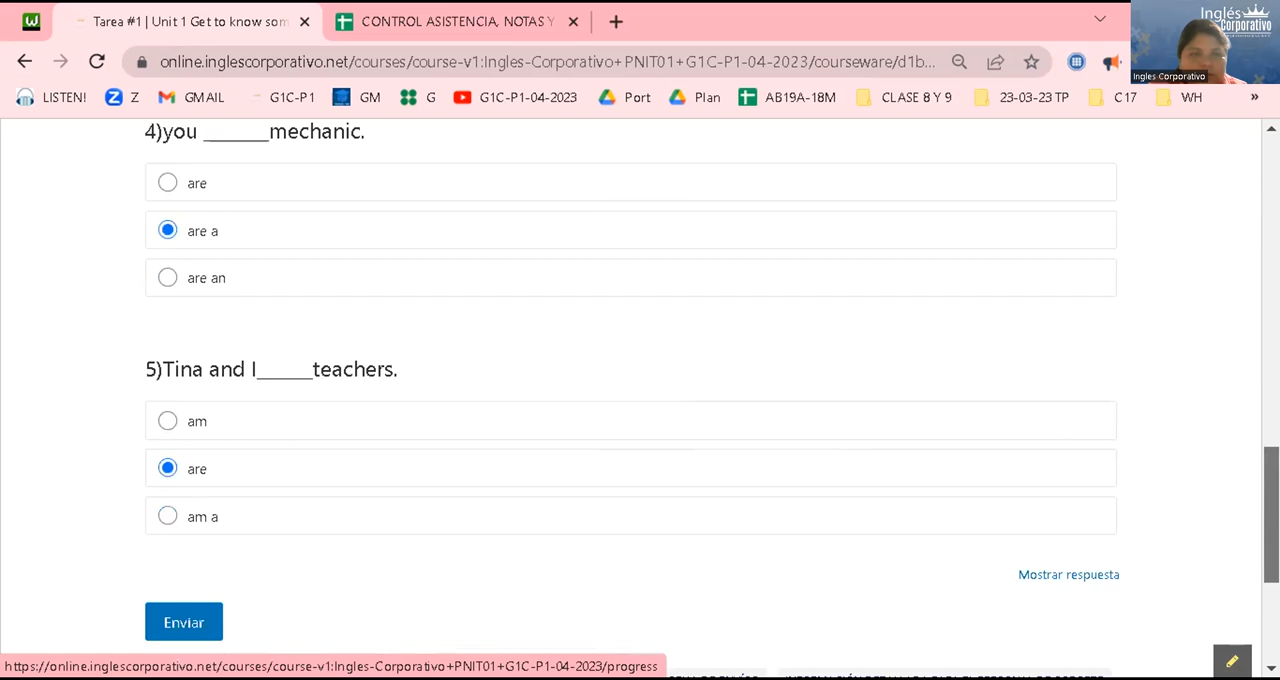 Tarea #1 | Unit 1 Get to know som
CONTROL ASISTENCIA, NOTAS Y
Inglés
Corporativo
Ingles Corporativo
online.inglescorporativo.net/courses/course-v1:Ingles-Corporativo+PNIT01+G1C-P1-04-2023/courseware/d1b...
LISTEN! Z GMAIL G1C-P1 GM G G1C-P1-04-2023 Port Plan AB19A-18M CLASE 8 Y 9 23-03-23 TP C 17 WH »
4)you ______mechanic.
are
are a
are an
5)Tina and I_____teachers.
am
are
am a
Mostrar respuesta
Enviar
https://online.inglescorporativo.net/courses/course-v1:Ingles-Corporativo+PNIT01+G1C-P1-04-2023/progress